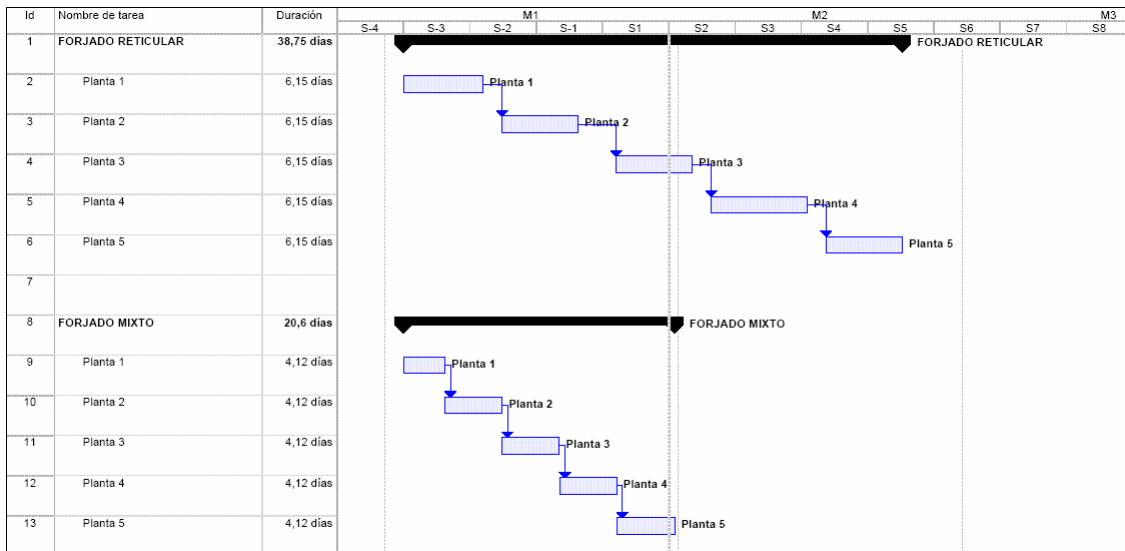 Id Nombre de tarea Duración M1 M2 M3
S-4 S-3 S-2 S-1 S1 S2 S3 S4 S5 S6 S7 S8
1 FORJADO RETICULAR 38,75 días FORJADO RETICULAR
2 Planta 1 6,15 días Planta 1
3 Planta 2 6,15 días Planta 2
4 Planta 3 6,15 días Planta 3
5 Planta 4 6,15 días Planta 4
6 Planta 5 6,15 días Planta 5
7
8 FORJADO MIXTO 20,6 días FORJADO MIXTO
9 Planta 1 4,12 días Planta 1
10 Planta 2 4,12 días Planta 2
11 Planta 3 4,12 días Planta 3
12 Planta 4 4,12 días Planta 4
13 Planta 5 4,12 días Planta 5